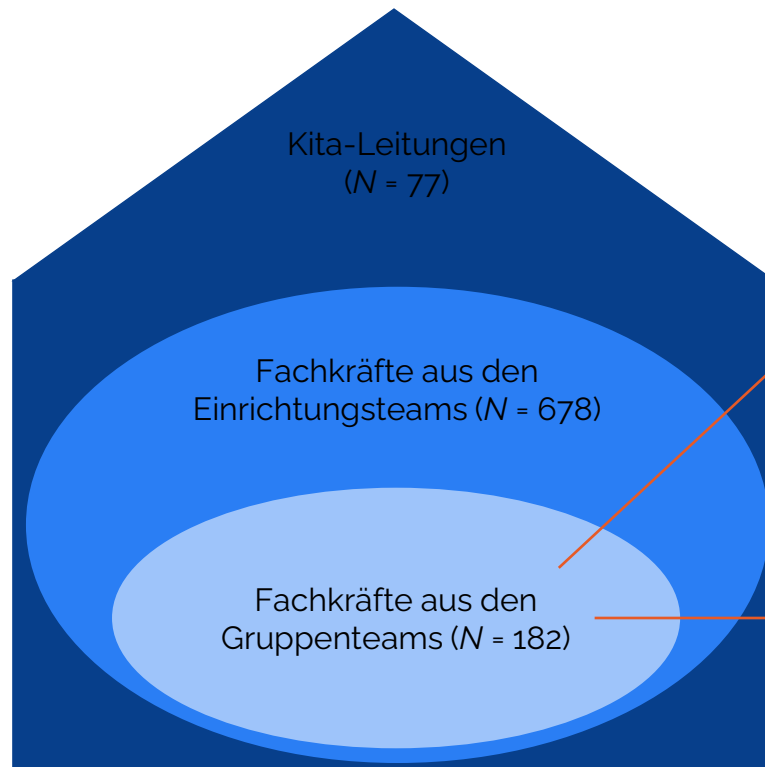 Kita-Leitungen
(N = 77)
Fachkräfte aus den
Einrichtungsteams (N = 678)
Fachkräfte aus den
Gruppenteams (N = 182)